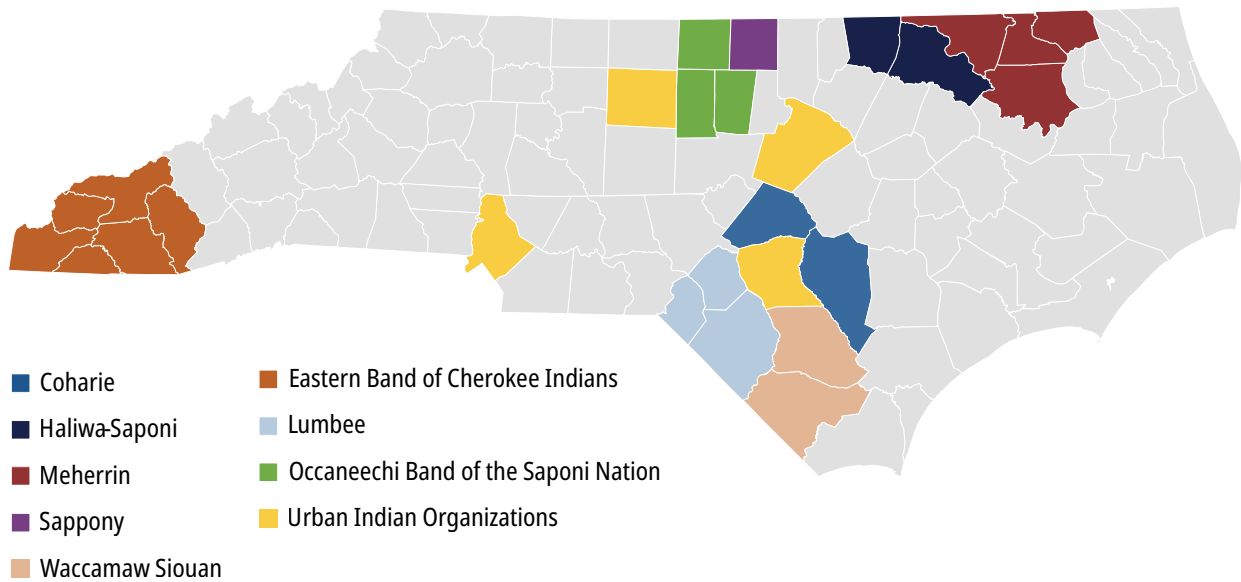 Coharie
Haliwa-Saponi
Meherrin
Sappony
Waccamaw Siouan
Eastern Band of Cherokee Indians
Lumbee
Occaneechi Band of the Saponi Nation
Urban Indian Organizations